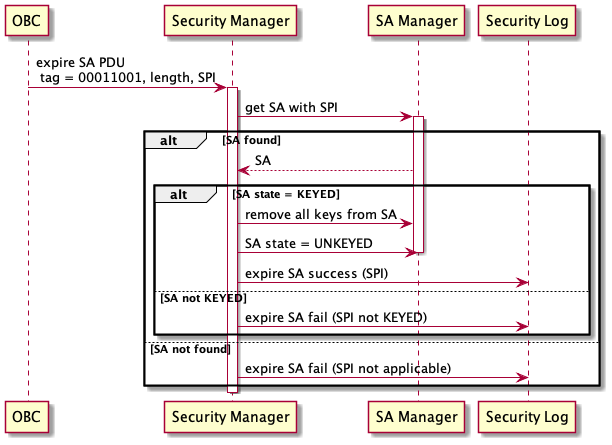 OBC
Security Manager
SA Manager
Security Log
expire SA PDU
tag = 00011001, length, SPI
get SA with SPI
alt
[SA found]
SA
alt
[SA state = KEYED]
remove all keys from SA
SA state = UNKEYED
expire SA success (SPI)
[SA not KEYED]
expire SA fail (SPI not KEYED)
[SA not found]
expire SA fail (SPI not applicable)
OBC
Security Manager
SA Manager
Security Log